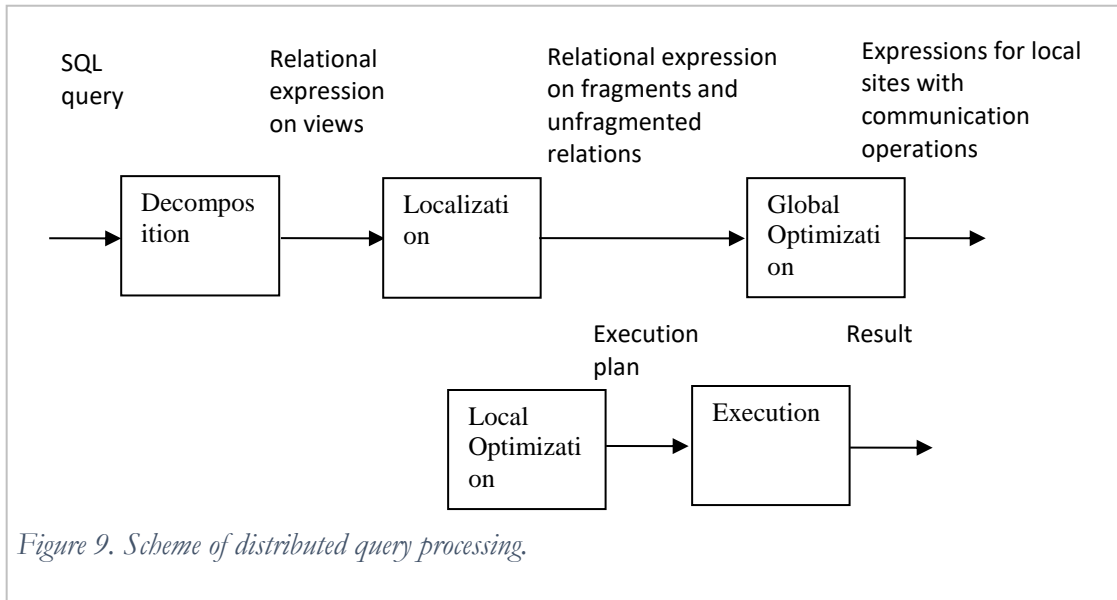 SQL
query
Relational
expression
on views
Relational expression
on fragments and
unfragmented
relations
Expressions for local
sites with
communication
operations
Decompos
ition
Localizati
on
Global
Optimizati
on
Execution
plan
Result
Local
Optimizati
on
Execution
Figure 9. Scheme of distributed query processing.